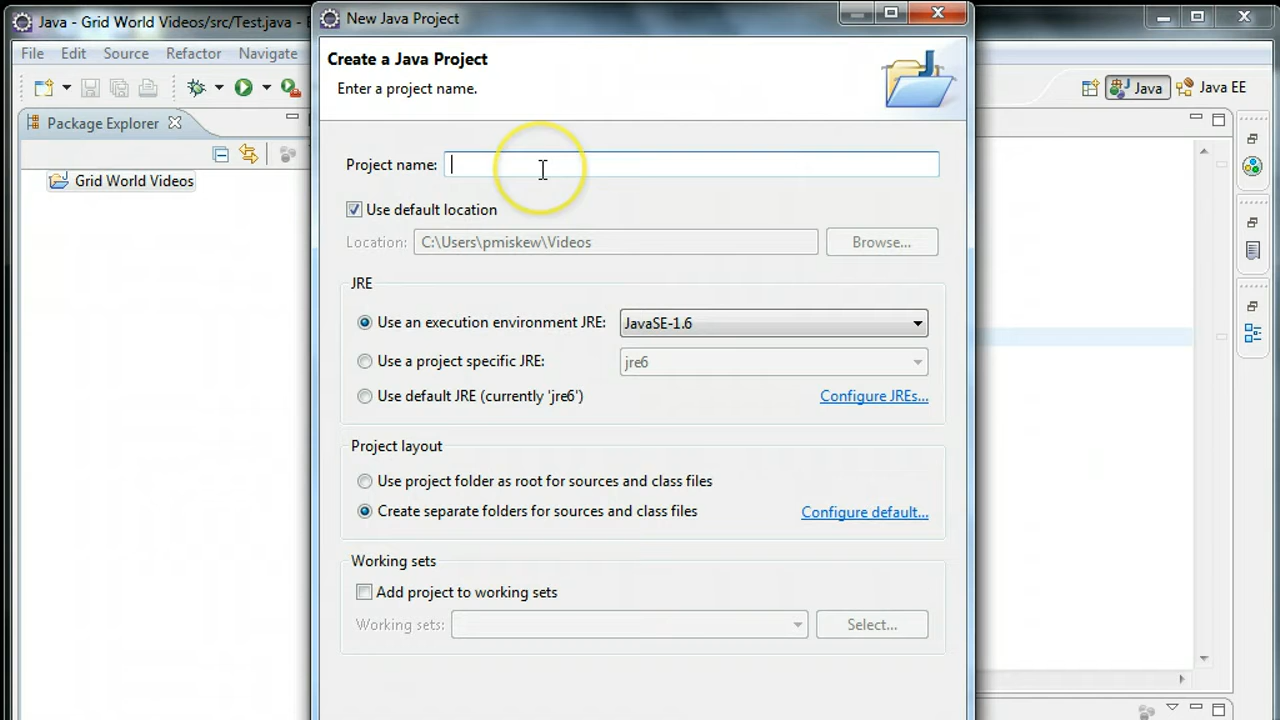 Java - Grid World Videos/src/Test.java - E
New Java Project
File Edit Source Refactor Navigate
Create a Java Project
Enter a project name.
Java
Java EE
Package Explorer
Grid World Videos
Project name:
Use default location
Location: C:\Users\pmiskew\Videos Browse...
JRE
Use an execution environment JRE: JavaSE-1.6
Use a project specific JRE: jre6
Use default JRE (currently 'jre6') Configure JREs...
Project layout
Use project folder as root for sources and class files
Create separate folders for sources and class files Configure default...
Working sets
Add project to working sets
Working sets: Select...